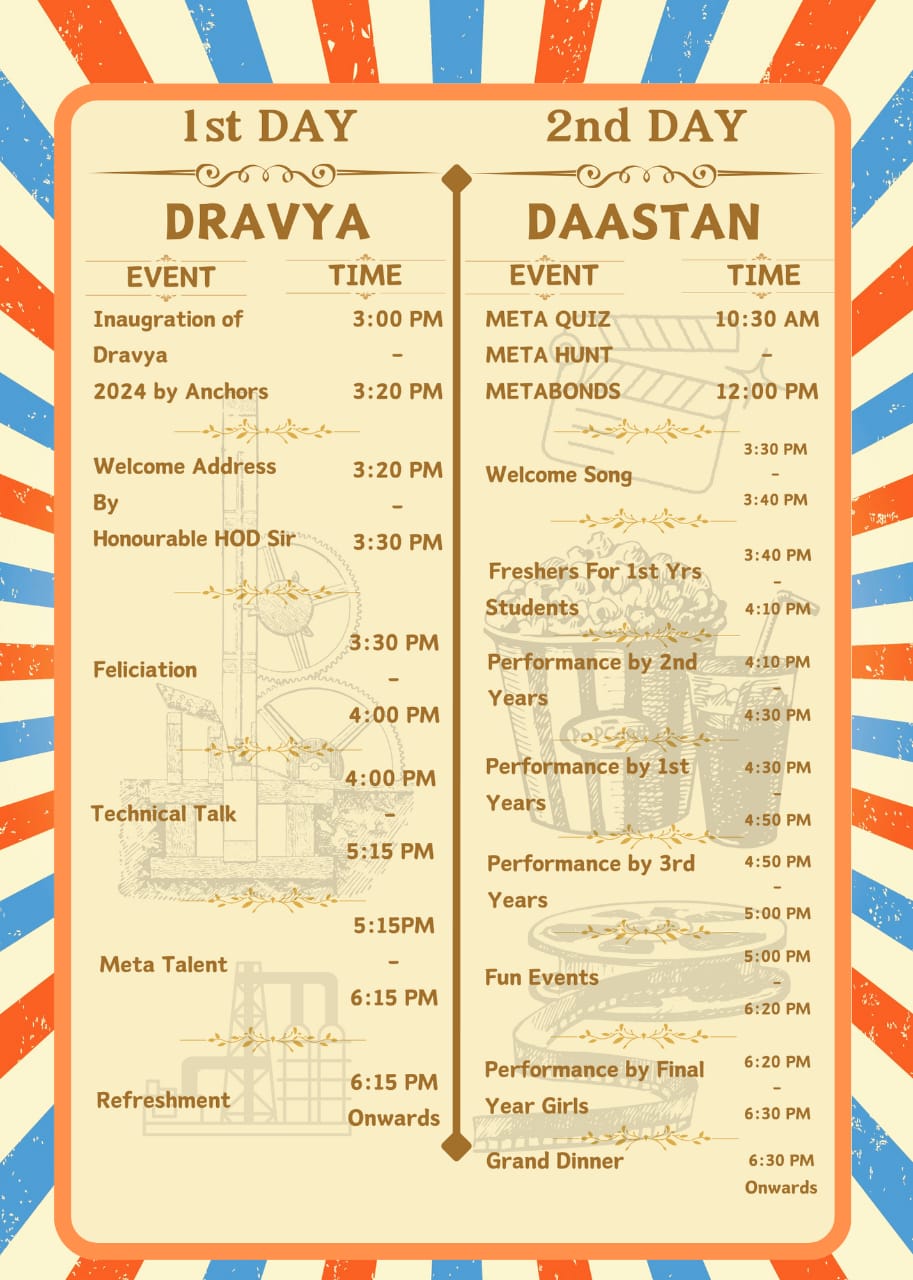 1st DAY
DRAVYA
EVENT TIME
Inaugration of 3:00 PM
Dravya –
2024 by Anchors 3:20 PM
Welcome Address 3:20 PM
By –
Honourable HOD Sir 3:30 PM
3:30 PM
Feliciation –
4:00 PM
4:00 PM
Technical Talk –
5:15 PM
5:15PM
Meta Talent –
6:15 PM
6:15 PM
Refreshment
Onwards
2nd DAY
DAASTAN
EVENT TIME
META QUIZ 10:30 AM
META HUNT –
METABONDS 12:00 PM
3:30 PM
Welcome Song –
3:40 PM
3:40 PM
Freshers For 1st Yrs –
Students 4:10 PM
Performance by 2nd 4:10 PM
–
Years 4:30 PM
POPCORN
Performance by 1st 4:30 PM
–
Years 4:50 PM
Performance by 3rd 4:50 PM
–
Years 5:00 PM
5:00 PM
Fun Events –
6:20 PM
Performance by Final 6:20 PM
–
Year Girls 6:30 PM
Grand Dinner 6:30 PM
Onwards